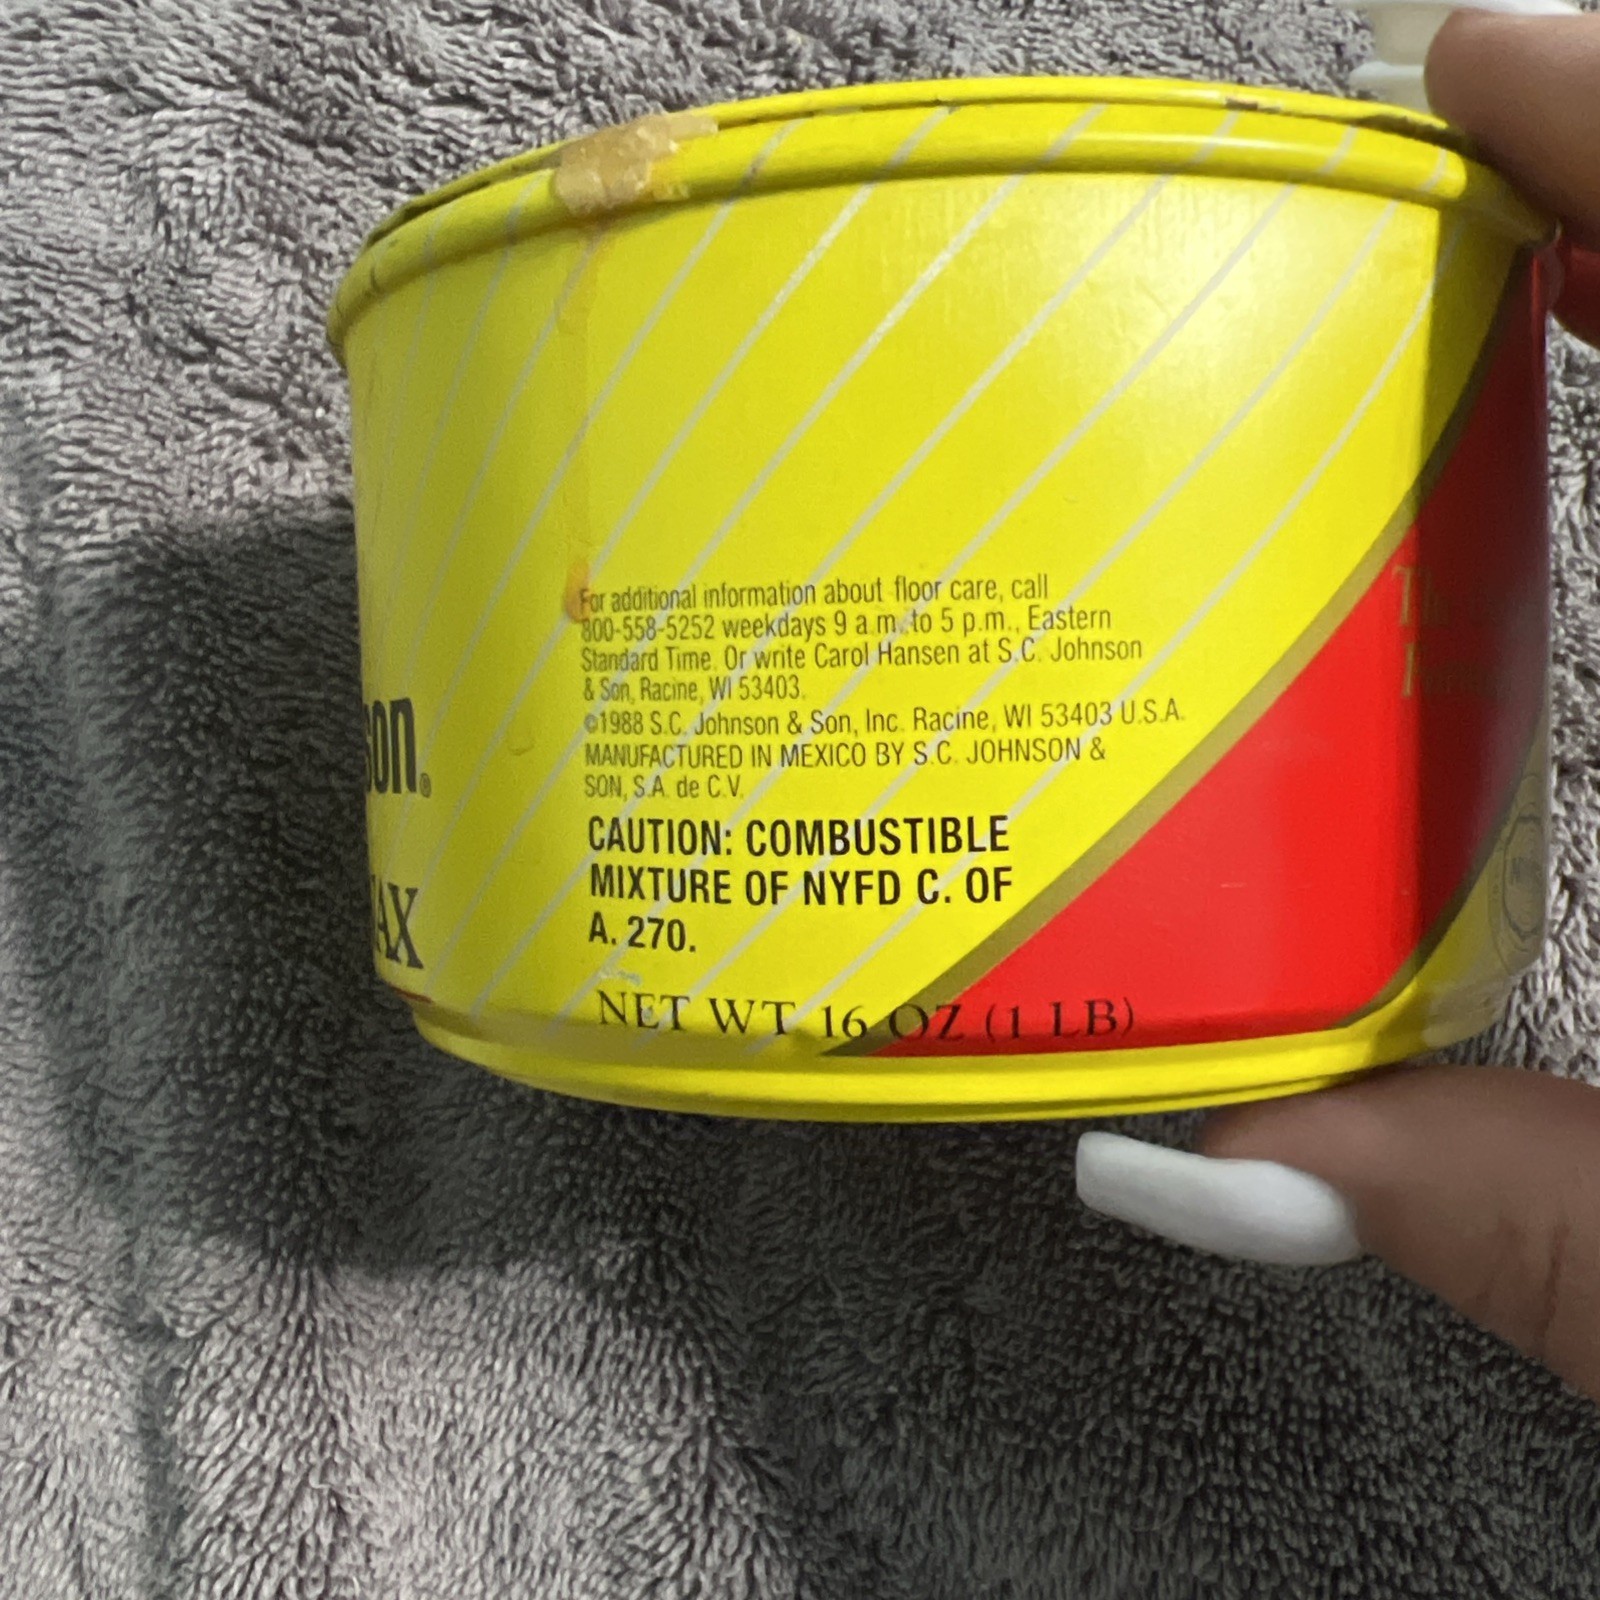 son®
WAX
For additional information about floor care, call
800-558-5252 weekdays 9 a.m. to 5 p.m., Eastern
Standard Time. Or write Carol Hansen at S.C. Johnson
& Son, Racine, WI 53403.
©1988 S.C. Johnson & Son, Inc. Racine, WI 53403 U.S.A.
MANUFACTURED IN MEXICO BY S.C. JOHNSON &
SON, S.A. de C.V.
CAUTION: COMBUSTIBLE
MIXTURE OF NYFD C. OF
A. 270.
NET WT 16 OZ (1 LB)